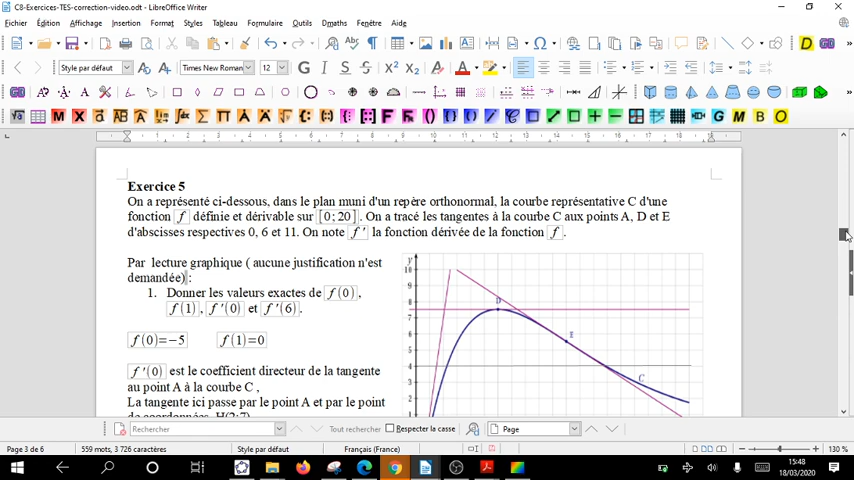 C8-Exercices-TES-correction-video.odt - LibreOffice Writer
Fichier Édition Affichage Insertion Format Styles Tableau Formulaire Outils Dmaths Fenêtre Aide
Style par défaut Times New Roman 12
Exercice 5
On a représenté ci-dessous, dans le plan muni d'un repère orthonormal, la courbe représentative C d'une
fonction f définie et dérivable sur [0;20]. On a tracé les tangentes à la courbe C aux points A, D et E
d'abscisses respectives 0, 6 et 11. On note f' la fonction dérivée de la fonction f.
Par lecture graphique ( aucune justification n'est
demandée) :
1. Donner les valeurs exactes de f(0),
f(1), f'(0) et f'(6).
f(0)=−5 f(1)=0
f'(0) est le coefficient directeur de la tangente
au point A à la courbe C ,
La tangente ici passe par le point A et par le point
de coordonnées H(2;7)
y
10
9
8
7
6
5
4
3
2
1
D
E
C
Rechercher Tout rechercher Respecter la casse Page
Page 3 de 6 559 mots, 3 726 caractères Style par défaut Français (France) 130 %
15:48
18/03/2020